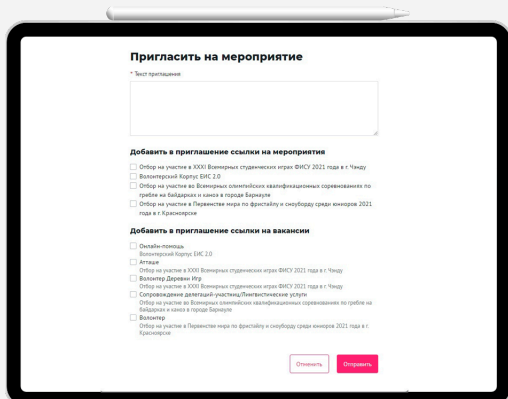 Пригласить на мероприятие
* Текст приглашение
Добавить в приглашение ссылки на мероприятия
Отбор на участие в XXXI Всемирных студенческих играх ФИСУ 2021 года в г. Чэнду
Волонтерский Корпус ЕИС 2.0
Отбор на участие во Всемирных олимпийских квалификационных соревнованиях по
гребле на байдарках и каноэ в городе Барнауле
Отбор на участие в Первенстве мира по фристайлу и сноуборду среди юниоров 2021
года в г. Красноярске
Добавить в приглашение ссылки на вакансии
Онлайн-помощь
Волонтерский Корпус ЕИС 2.0
Атташе
Отбор на участие в XXXI Всемирных студенческих играх ФИСУ 2021 года в г. Чэнду
Волонтер Деревни Игр
Отбор на участие в XXXI Всемирных студенческих играх ФИСУ 2021 года в г. Чэнду
Сопровождение делегаций-участниц/Лингвистические услуги
Отбор на участие во Всемирных олимпийских квалификационных соревнованиях по гребле на
байдарках и каноэ в городе Барнауле
Волонтер
Отбор на участие в Первенстве мира по фристайлу и сноуборду среди юниоров 2021 года в г.
Красноярске
Отменить
Отправить